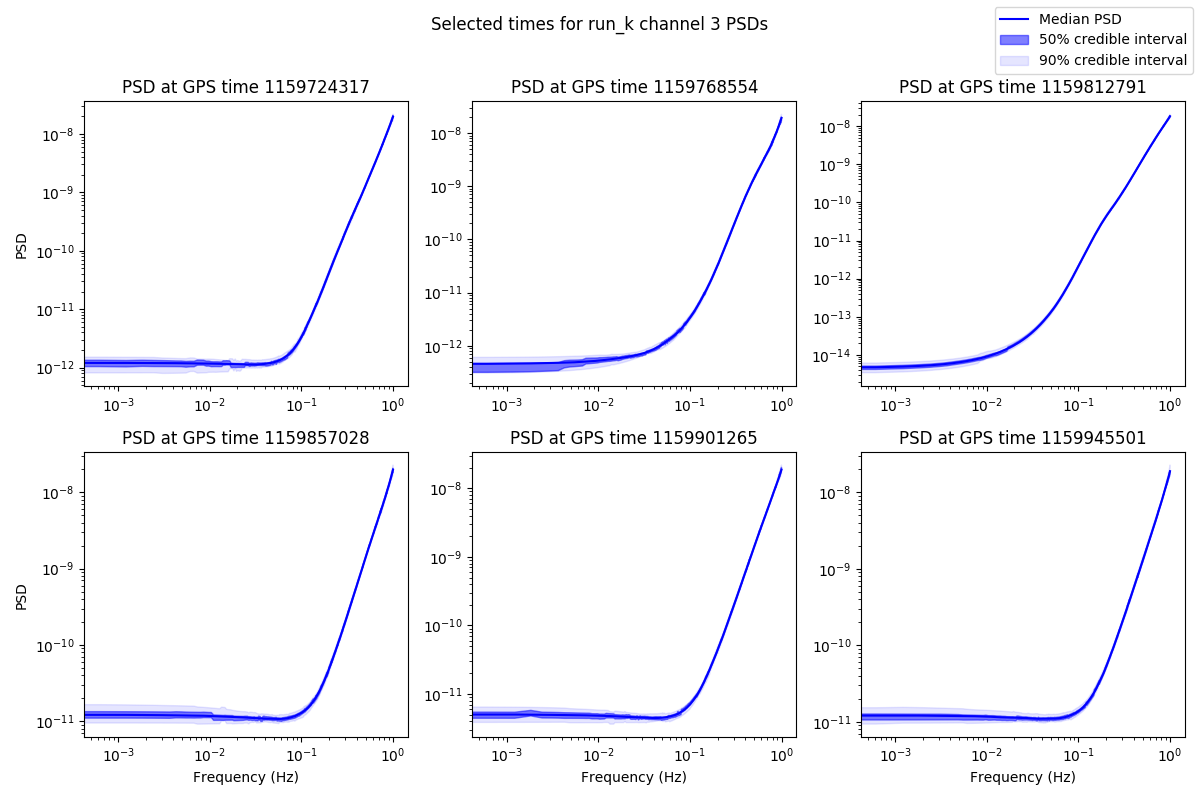 Selected times for run_k channel 3 PSDs
Median PSD
50% credible interval
90% credible interval
PSD at GPS time 1159724317
PSD at GPS time 1159768554
PSD at GPS time 1159812791
PSD
10⁻⁸
10⁻⁹
10⁻¹⁰
10⁻¹¹
10⁻¹²
10⁻³ 10⁻² 10⁻¹ 10⁰
10⁻⁸
10⁻⁹
10⁻¹⁰
10⁻¹¹
10⁻¹²
10⁻³ 10⁻² 10⁻¹ 10⁰
10⁻⁸
10⁻⁹
10⁻¹⁰
10⁻¹¹
10⁻¹²
10⁻¹³
10⁻¹⁴
10⁻³ 10⁻² 10⁻¹ 10⁰
PSD at GPS time 1159857028
PSD at GPS time 1159901265
PSD at GPS time 1159945501
PSD
10⁻⁸
10⁻⁹
10⁻¹⁰
10⁻¹¹
10⁻³ 10⁻² 10⁻¹ 10⁰
Frequency (Hz)
10⁻⁸
10⁻⁹
10⁻¹⁰
10⁻¹¹
10⁻³ 10⁻² 10⁻¹ 10⁰
Frequency (Hz)
10⁻⁸
10⁻⁹
10⁻¹⁰
10⁻¹¹
10⁻³ 10⁻² 10⁻¹ 10⁰
Frequency (Hz)